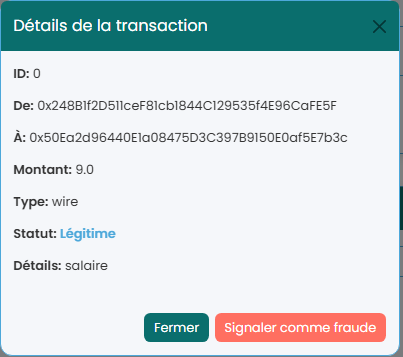 Détails de la transaction
ID: 0
De: 0x248B1f2D511ceF81cb1844C129535f4E96CaFE5F
À: 0x50Ea2d96440E1a08475D3C397B9150E0af5E7b3c
Montant: 9.0
Type: wire
Statut: Légitime
Détails: salaire
Fermer Signaler comme fraude